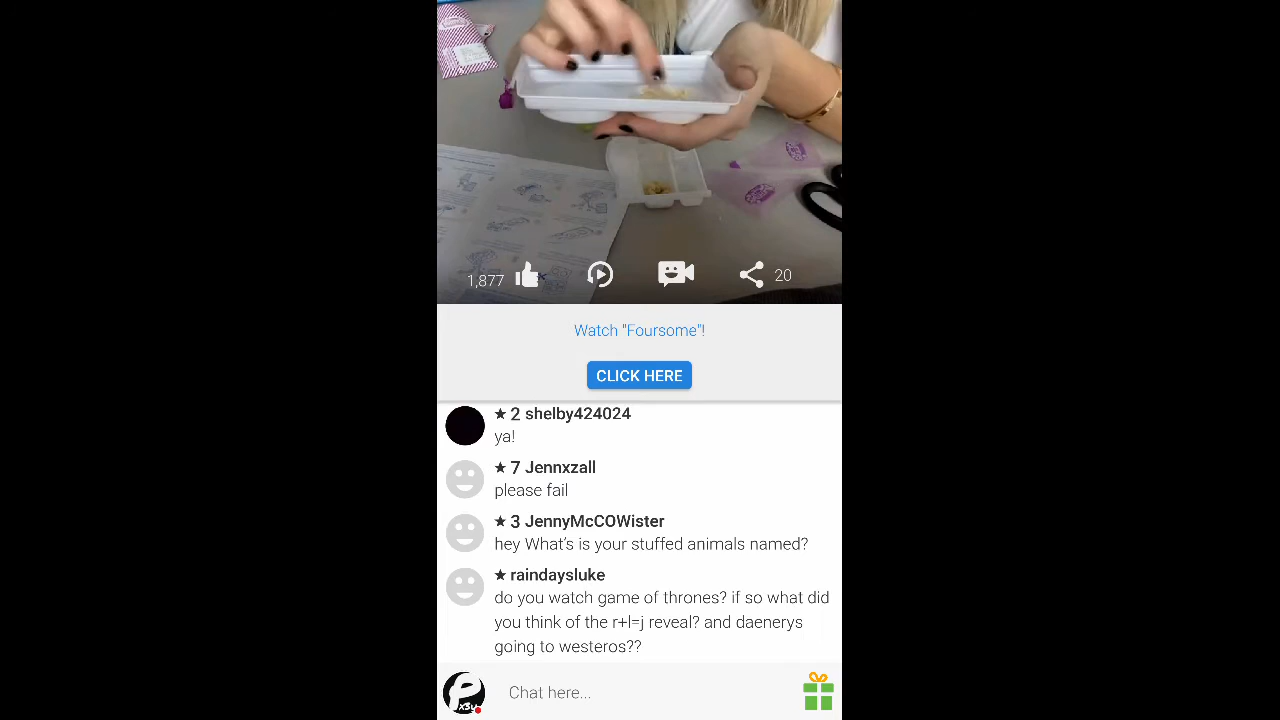 1,877
20
Watch "Foursome"!
CLICK HERE
★ 2 shelby424024
ya!
★ 7 Jennxzall
please fail
★ 3 JennyMcCOWister
hey What's is your stuffed animals named?
★ raindaysluke
do you watch game of thrones? if so what did
you think of the r+l=j reveal? and daenerys
going to westeros??
Chat here...